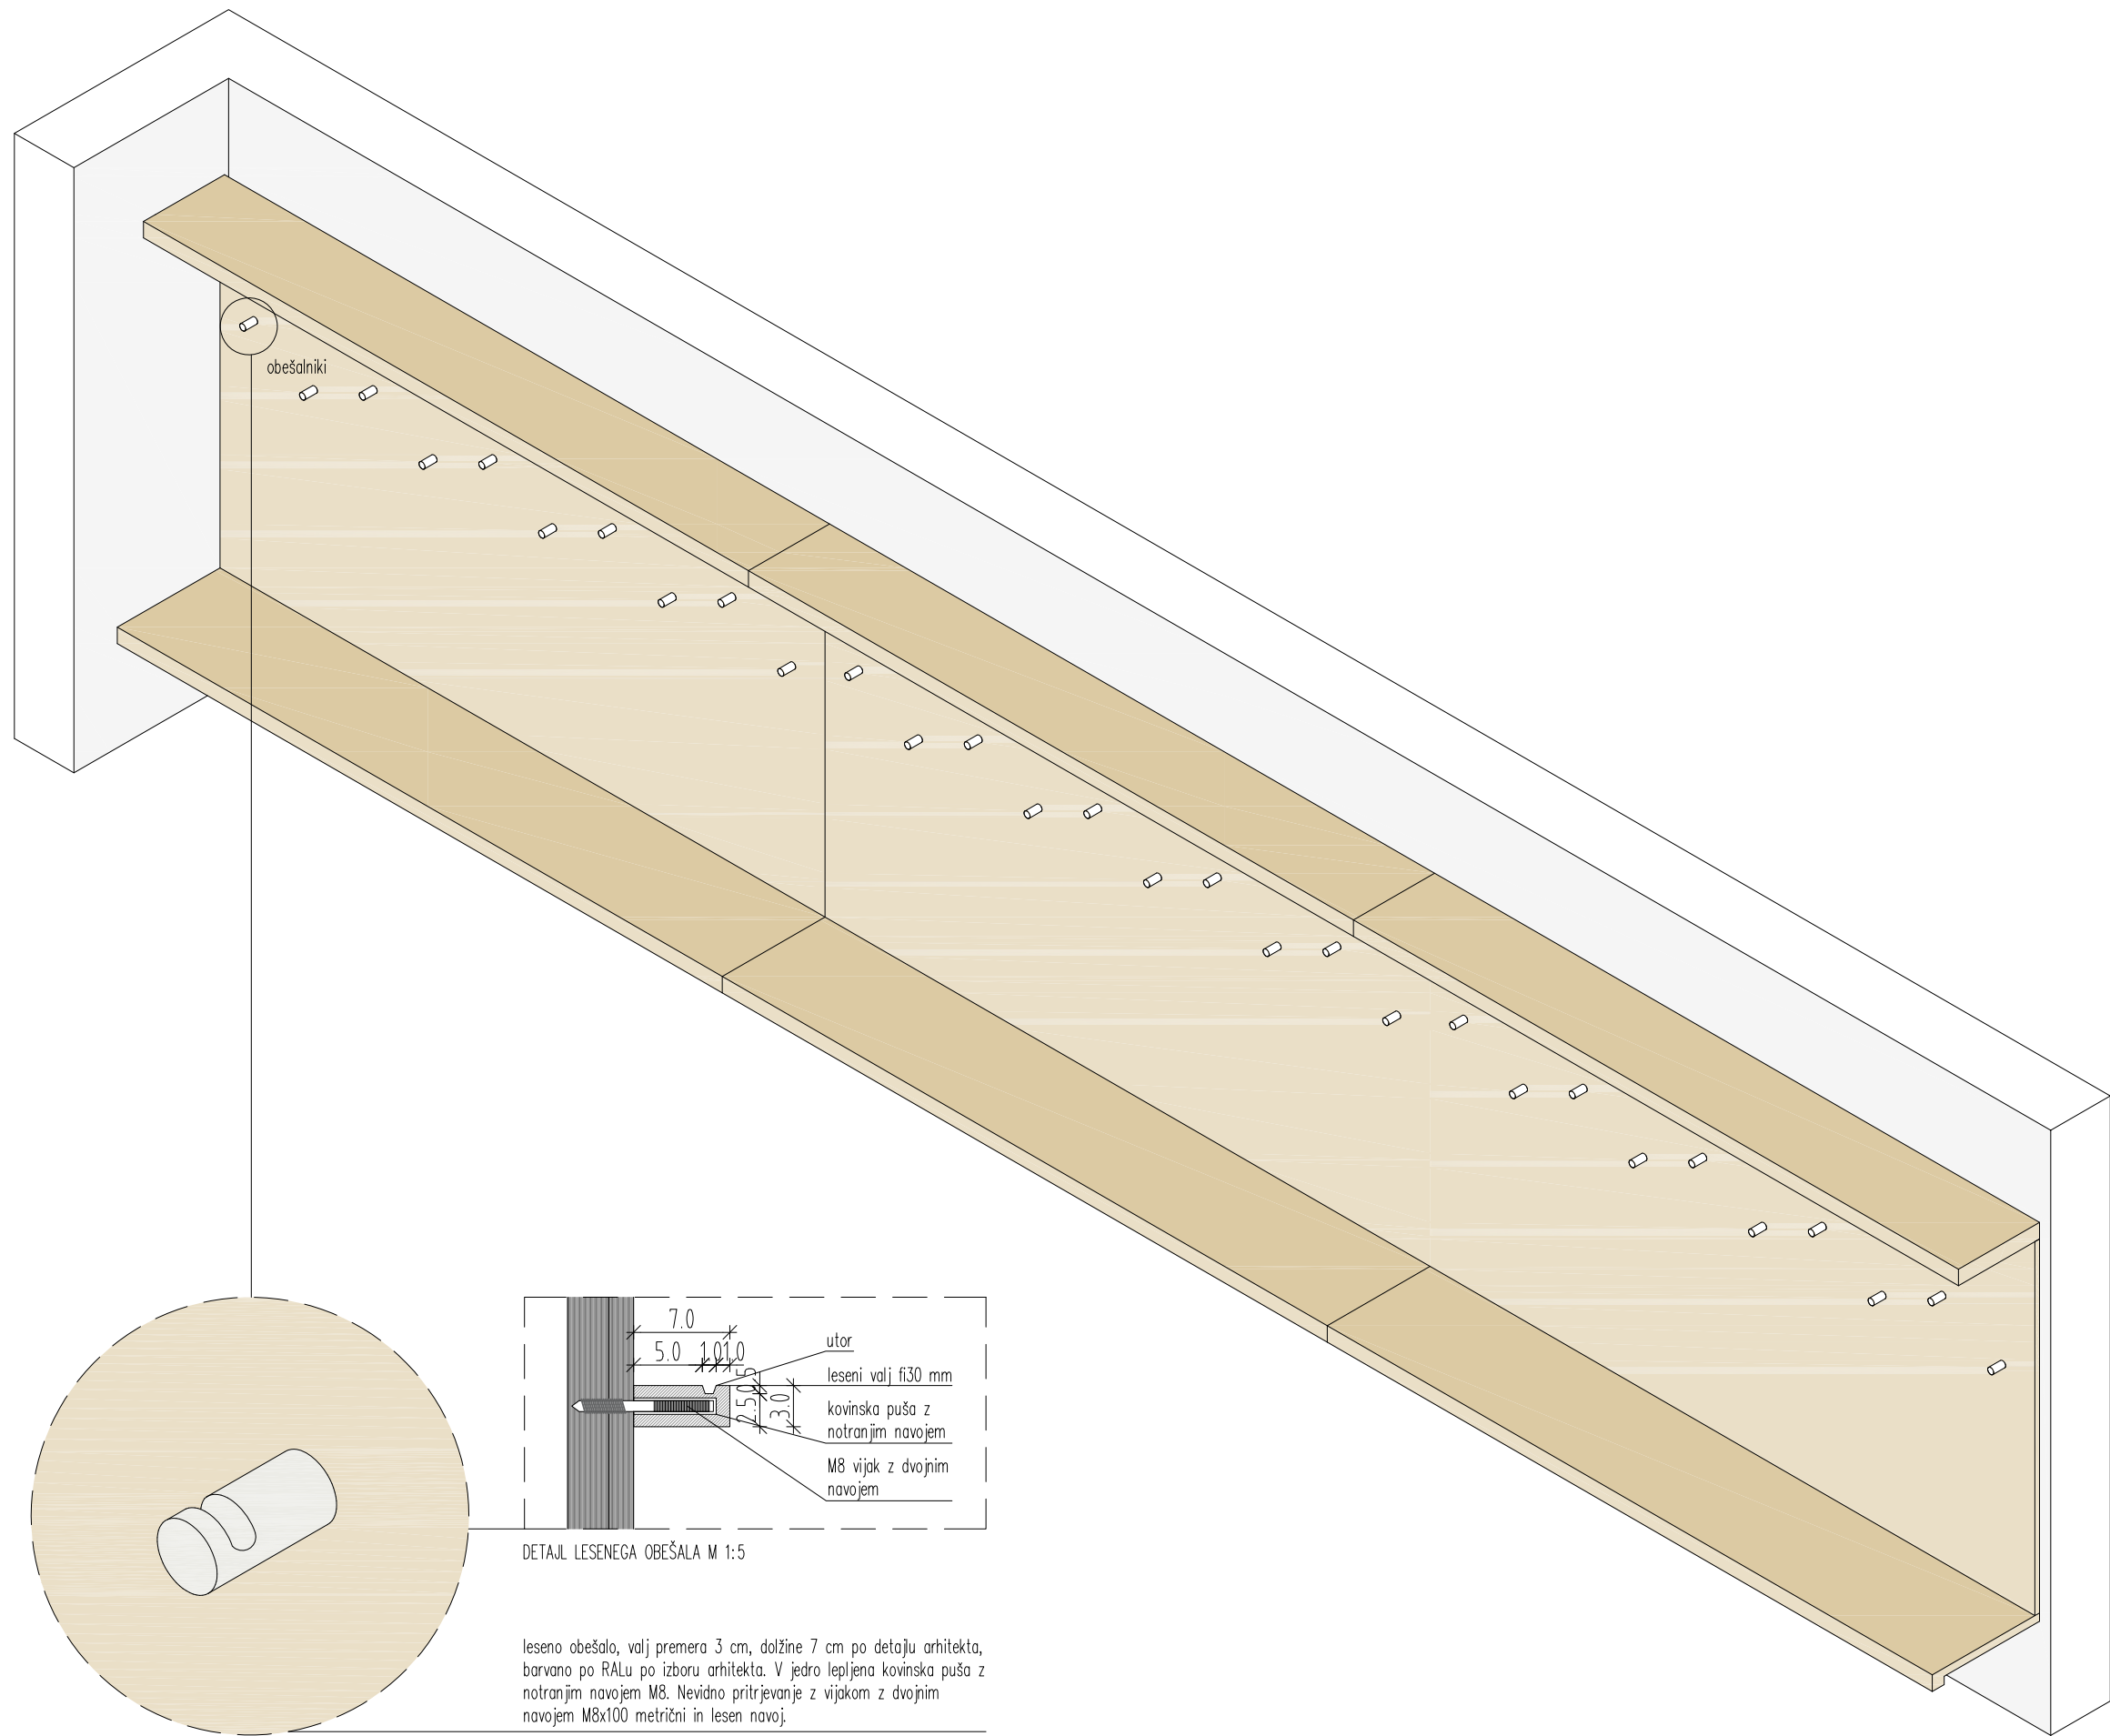 obešalniki
7.0
5.0 1.0 1.0
utor
leseni valj fi30 mm
2.5 0.5
3.0
kovinska puša z
notranjim navojem
M8 vijak z dvojnim
navojem
DETAJL LESENEGA OBEŠALA M 1:5
leseno obešalo, valj premera 3 cm, dolžine 7 cm po detajlu arhitekta,
barvano po RALu po izboru arhitekta. V jedro lepljena kovinska puša z
notranjim navojem M8. Nevidno pritrjevanje z vijakom z dvojnim
navojem M8x100 metrični in lesen navoj.